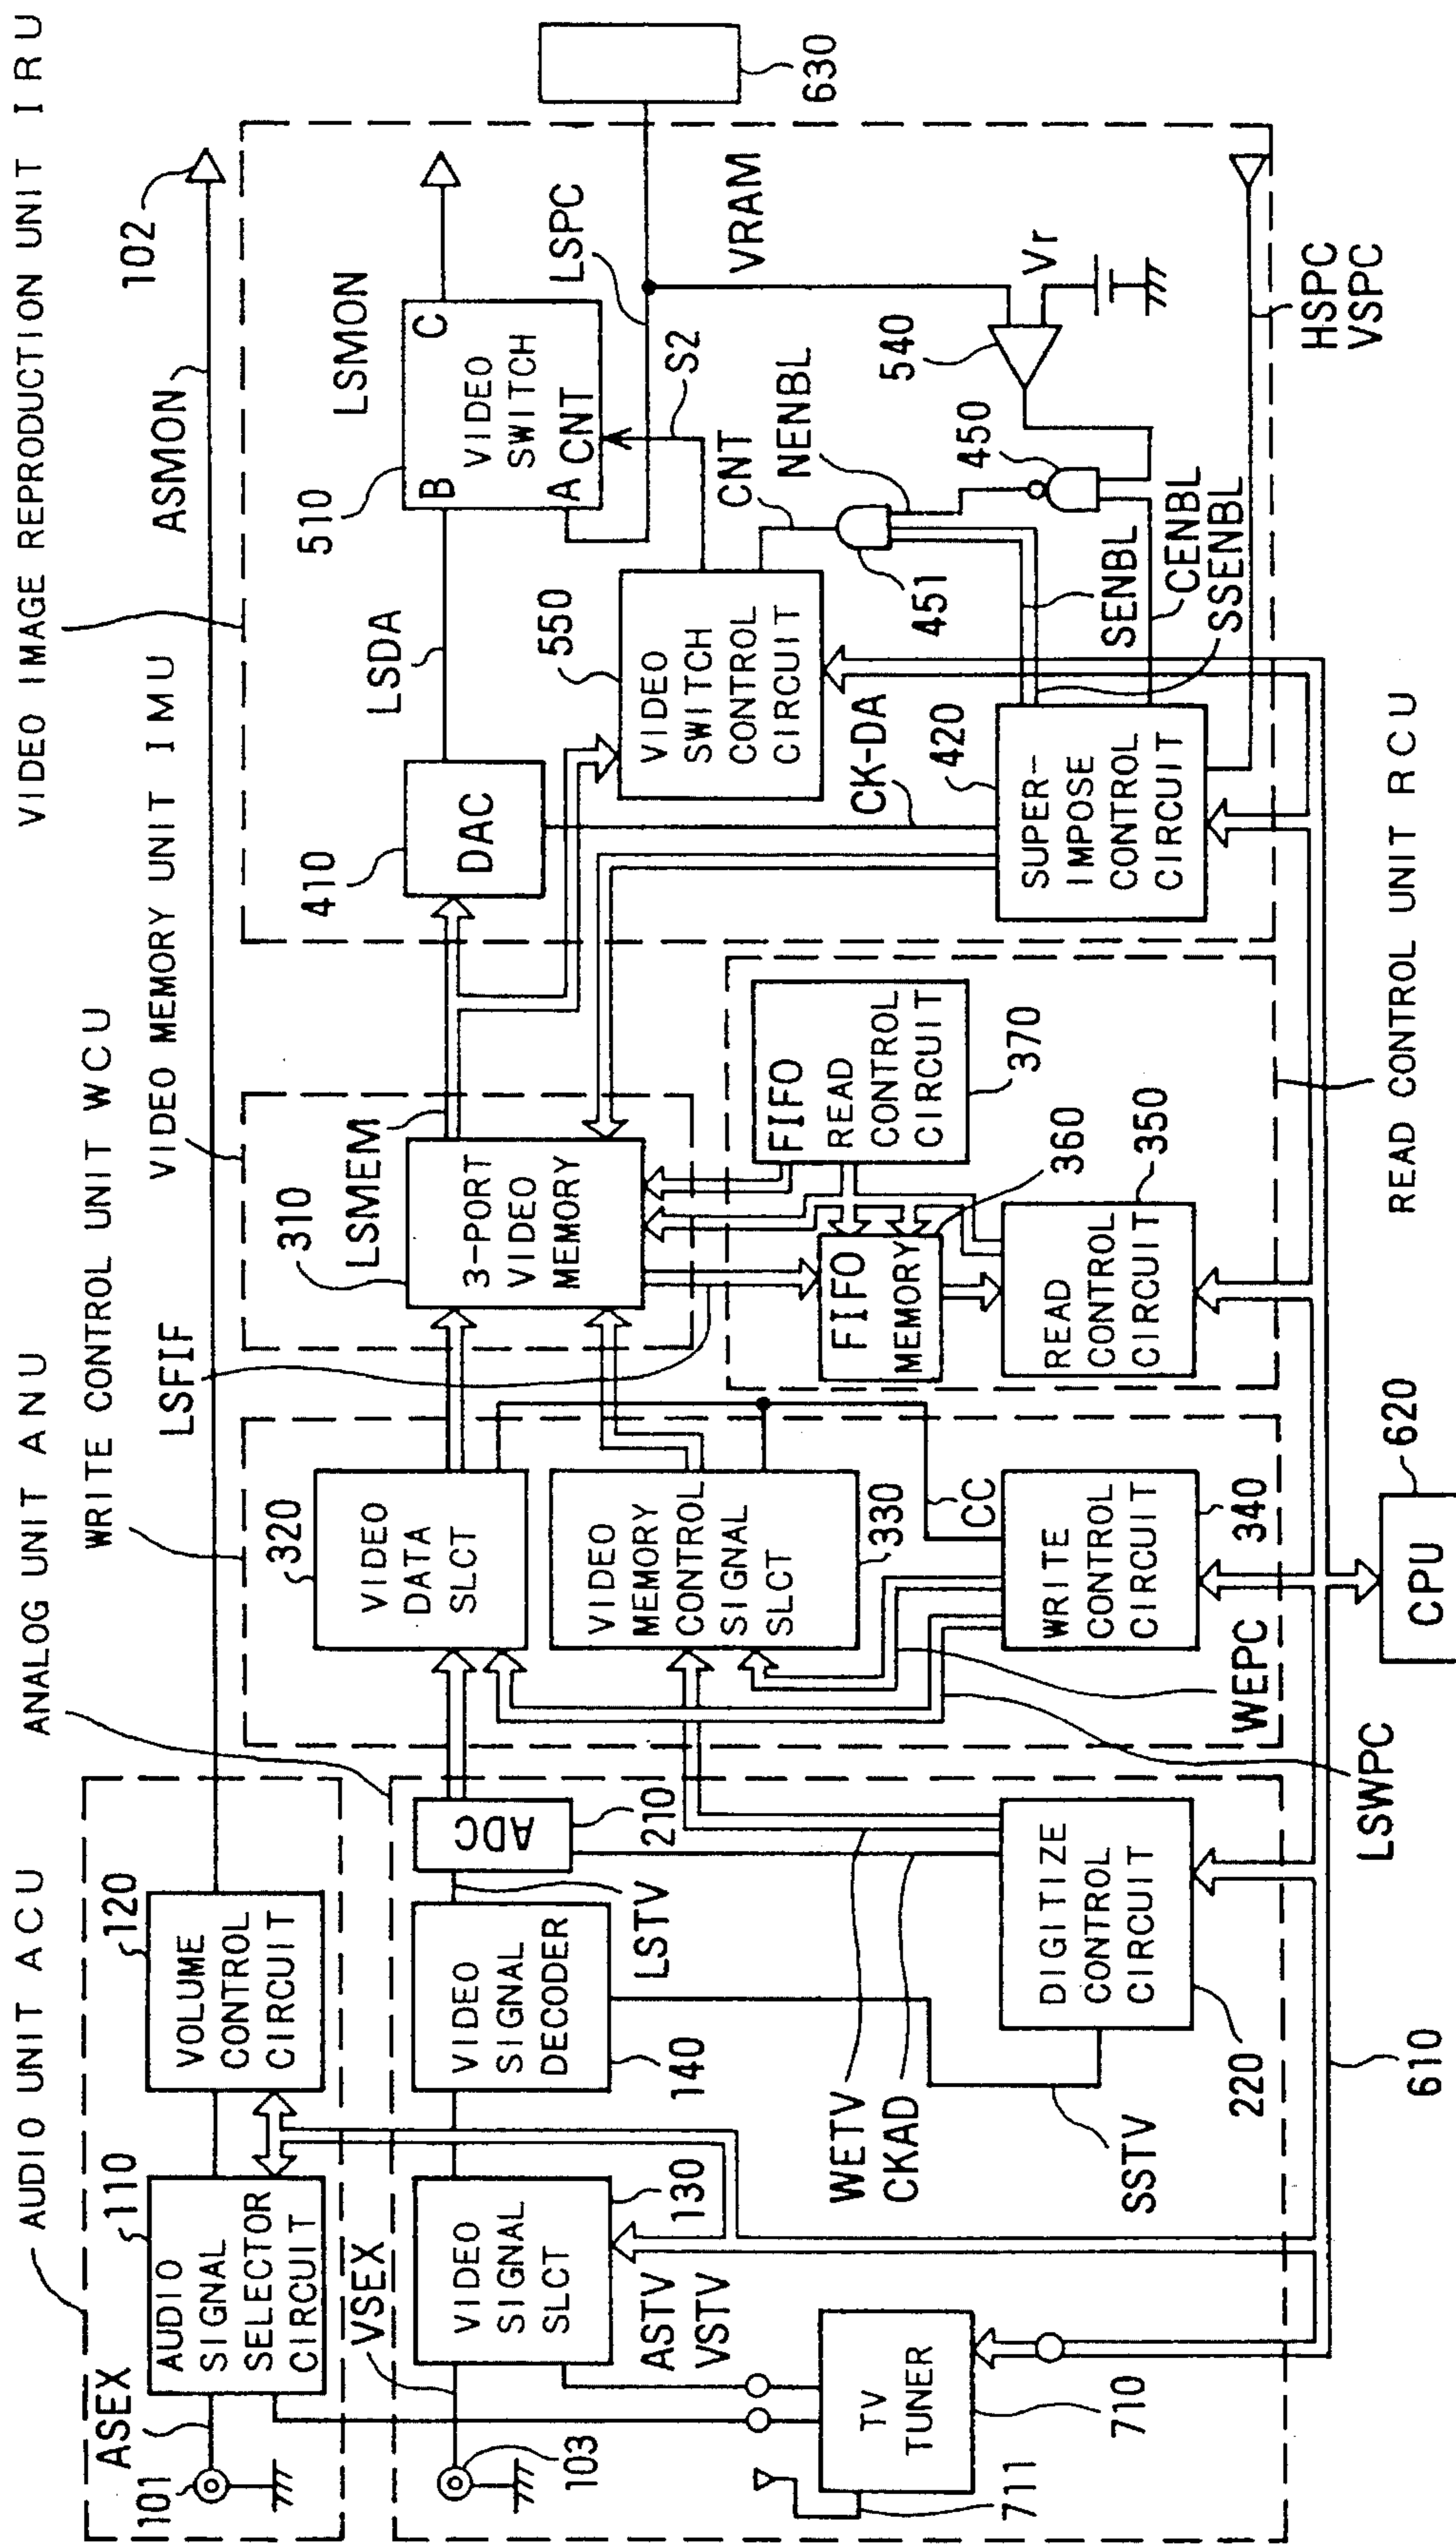 AUDIO UNIT ACU
ANALOG UNIT ANU
WRITE CONTROL UNIT WCU
VIDEO MEMORY UNIT IMU
VIDEO IMAGE REPRODUCTION UNIT IRU
ASEX
101
110
AUDIO
SIGNAL
SELECTOR
CIRCUIT
120
VOLUME
CONTROL
CIRCUIT
ASMON
102
VSEX
103
VIDEO
SIGNAL
SLCT
130
VIDEO
SIGNAL
DECODER
140
LSTV
ADC
210
ASTV
VSTV
711
TV
TUNER
710
WETV
CKAD
SSTV
DIGITIZE
CONTROL
CIRCUIT
220
LSFIF
320
VIDEO
DATA
SLCT
VIDEO
MEMORY
CONTROL
SIGNAL
SLCT
330
CC
WRITE
CONTROL
CIRCUIT
340
WEPC
LSWPC
310
LSMEM
3-PORT
VIDEO
MEMORY
FIFO
READ
CONTROL
CIRCUIT
370
FIFO
MEMORY
360
READ
CONTROL
CIRCUIT
350
410
DAC
LSDA
510
B
C
VIDEO
SWITCH
A
CNT
LSMON
LSPC
S2
VRAM
630
550
VIDEO
SWITCH
CONTROL
CIRCUIT
CNT
NENBL
451
450
540
Vr
CK-DA
420
SUPER-
IMPOSE
CONTROL
CIRCUIT
SENBL
CENBL
SSENBL
HSPC
VSPC
610
CPU
620
READ CONTROL UNIT RCU